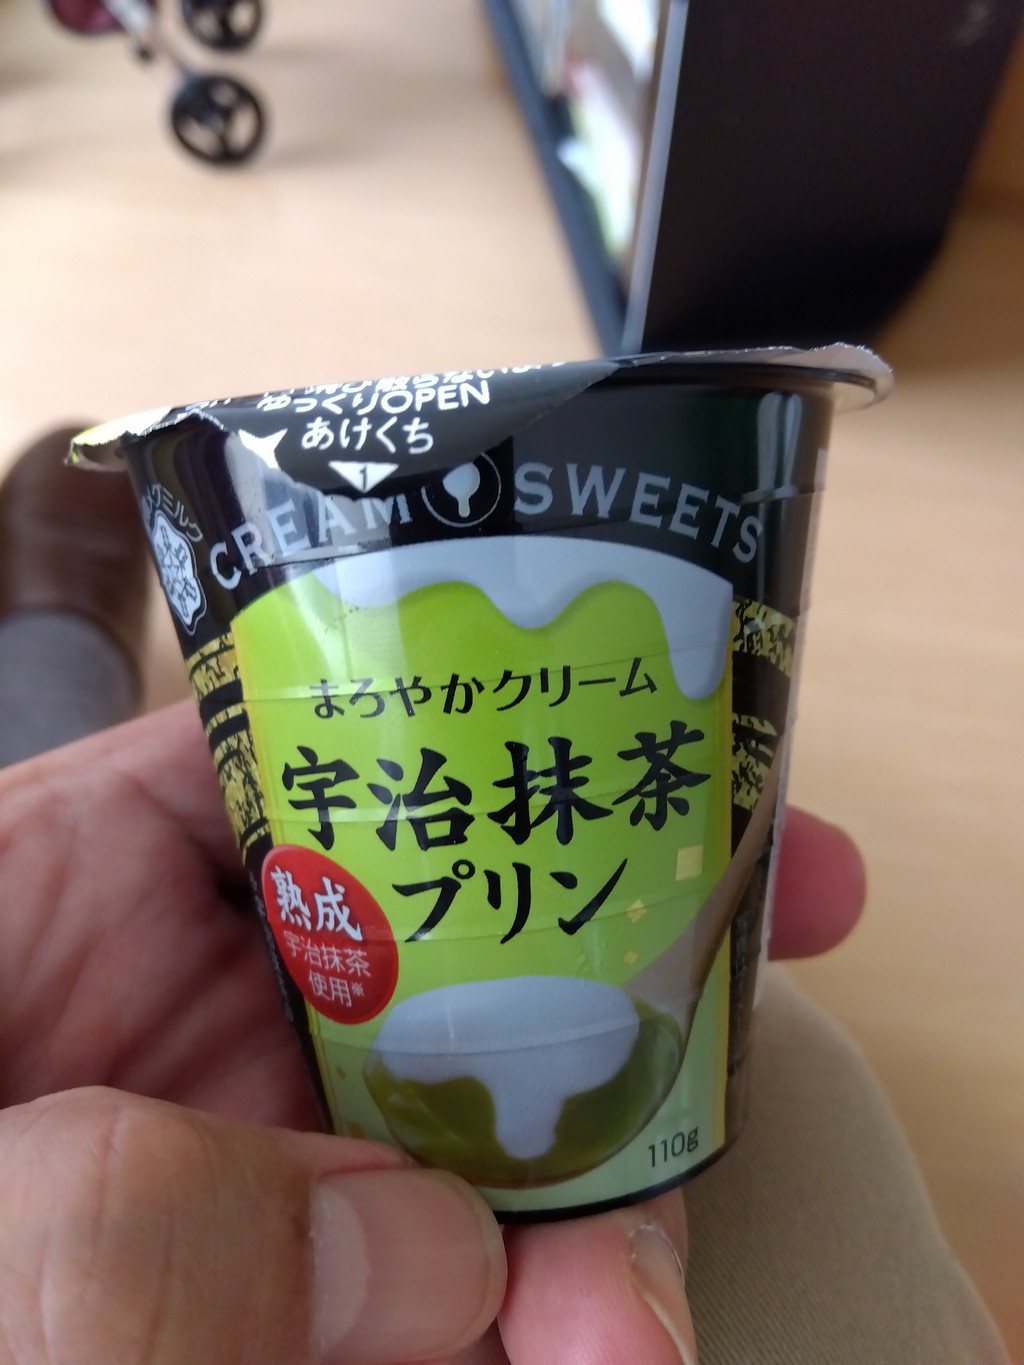 ゆっくりOPEN
あけくち
1
CREAM SWEETS
まろやかクリーム
宇治抹茶
プリン
熟成
宇治抹茶
使用※
110g